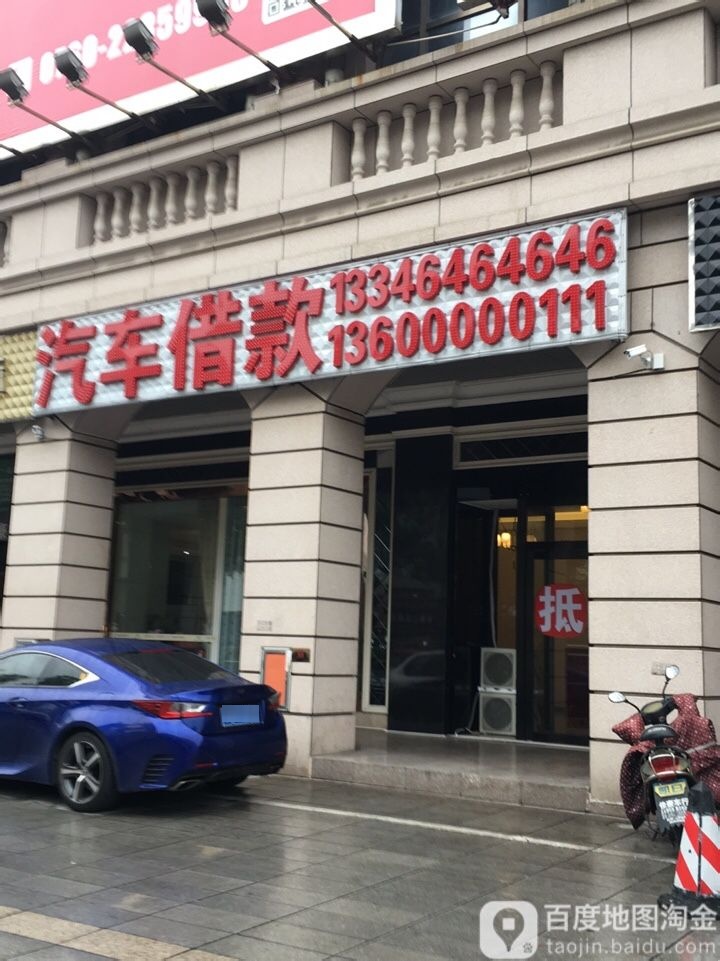 汽车借款 13346464646
13600000111
抵
百度地图淘金
taojin.baidu.com